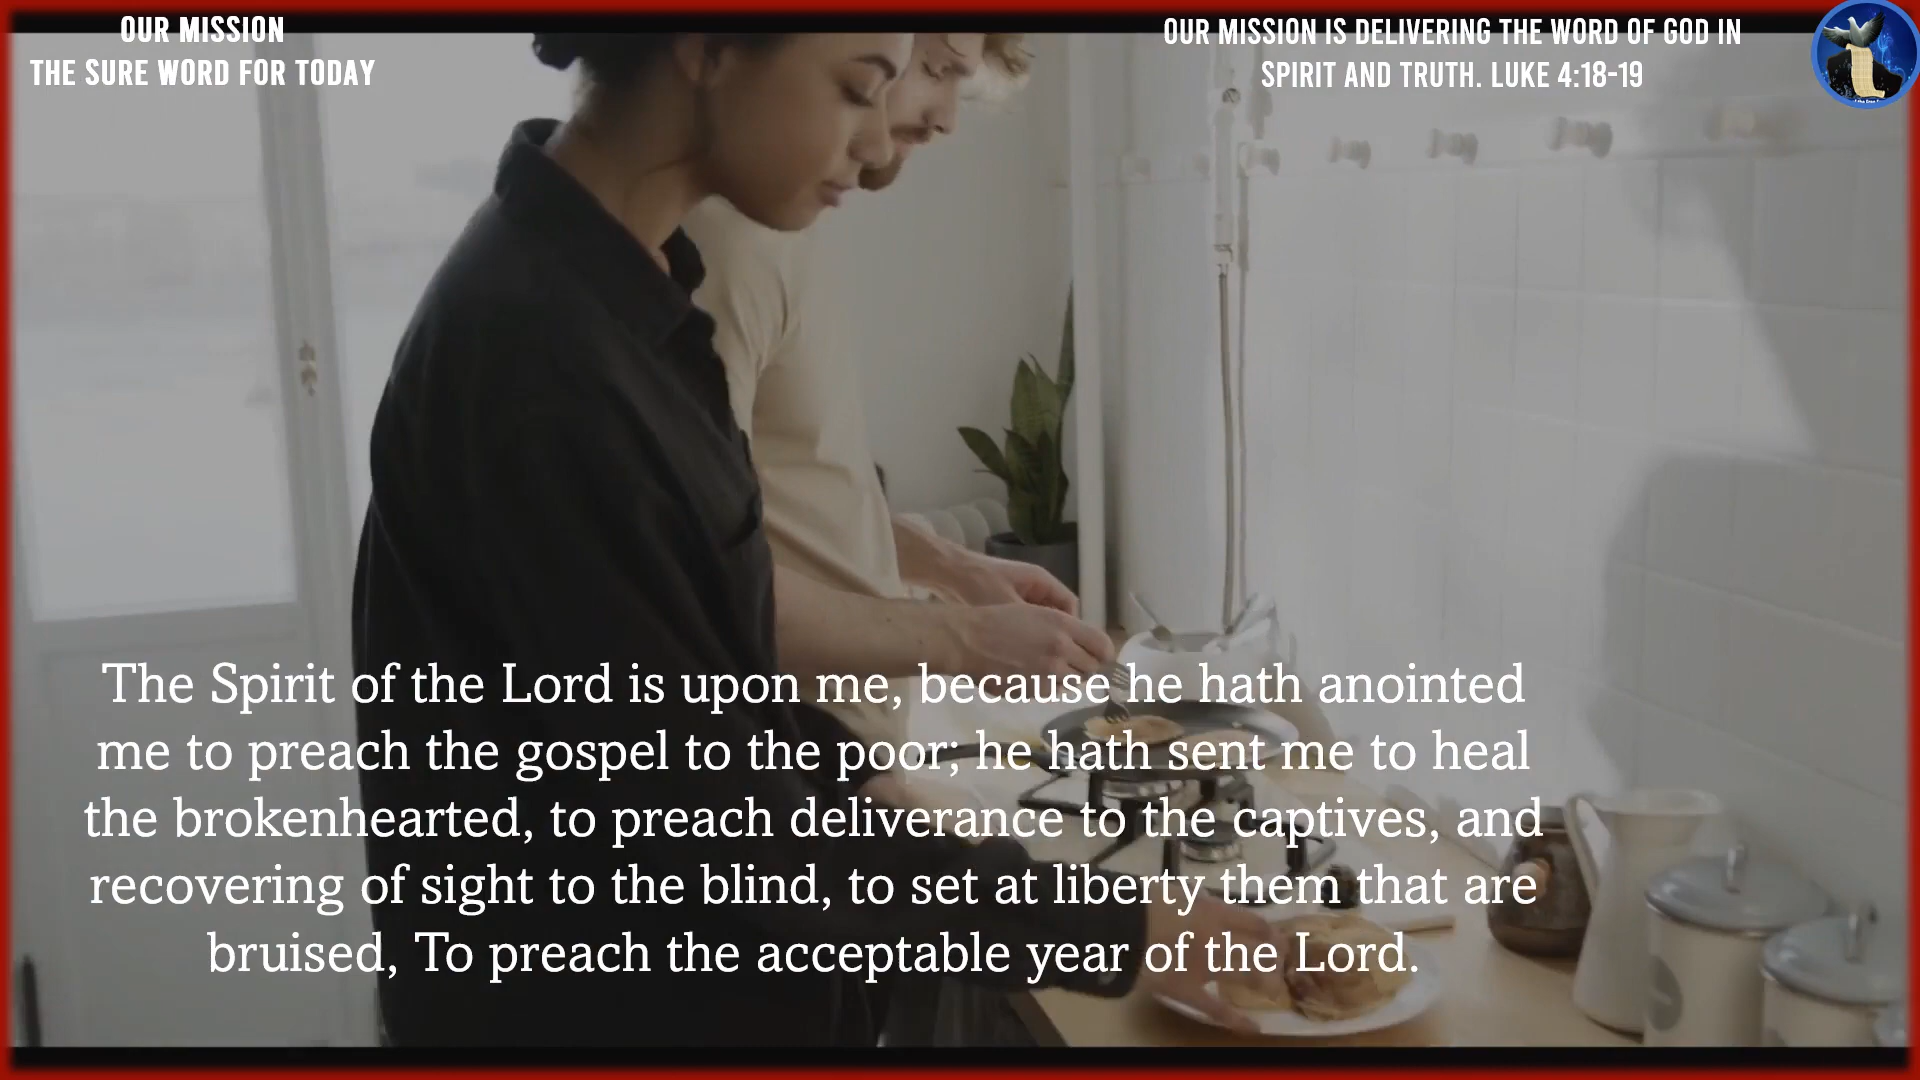 OUR MISSION
THE SURE WORD FOR TODAY
OUR MISSION IS DELIVERING THE WORD OF GOD IN
SPIRIT AND TRUTH. LUKE 4:18-19
The Spirit of the Lord is upon me, because he hath anointed
me to preach the gospel to the poor; he hath sent me to heal
the brokenhearted, to preach deliverance to the captives, and
recovering of sight to the blind, to set at liberty them that are
bruised, To preach the acceptable year of the Lord.